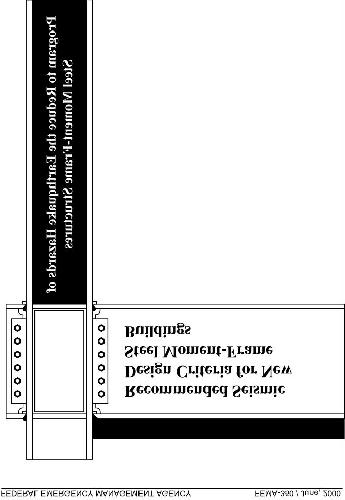 FEDERAL EMERGENCY MANAGEMENT AGENCY FEMA-350 / June, 2000
Recommended Seismic
Design Criteria for New
Steel Moment-Frame
Buildings
Program to Reduce the Earthquake Hazards of
Steel Moment-Frame Structures